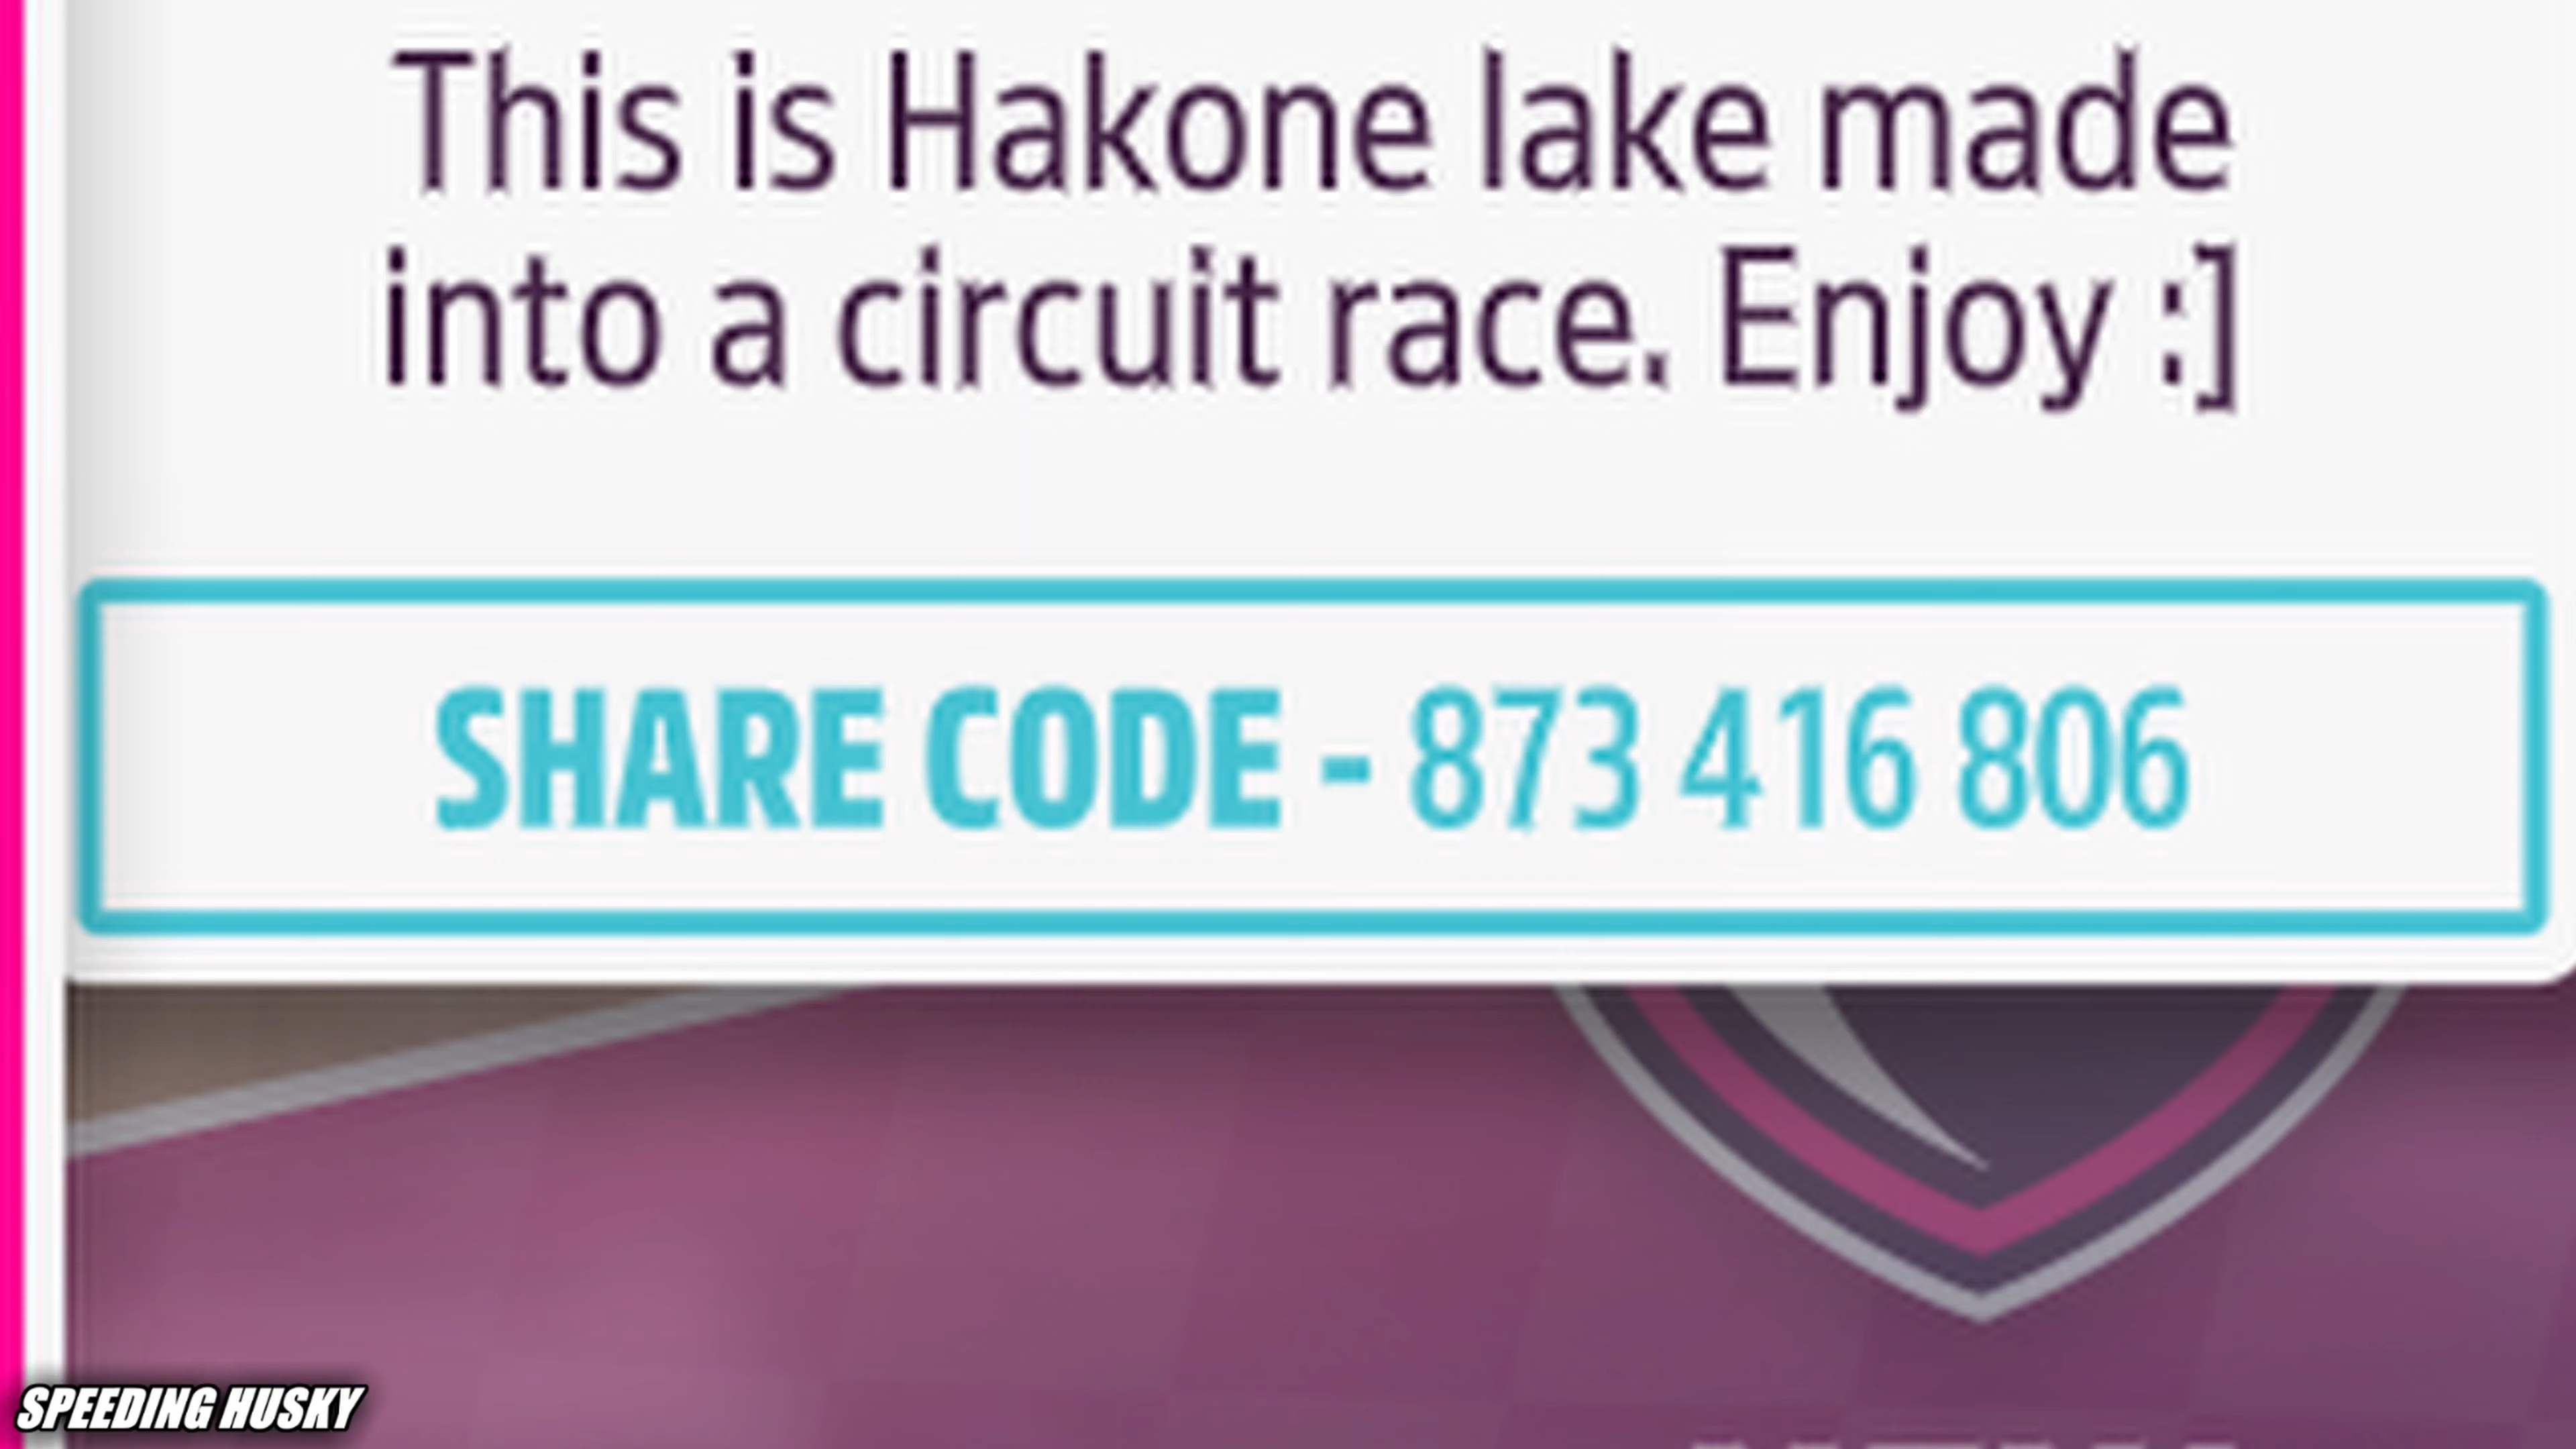 This is Hakone lake made
into a circuit race. Enjoy :]
SHARE CODE - 873 416 806
SPEEDING HUSKY